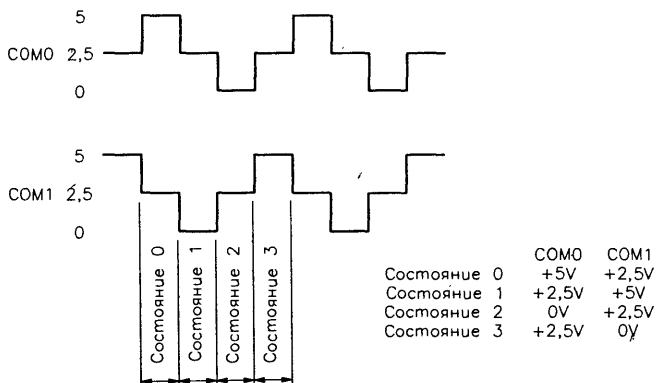 5
COM0 2,5
0
5
COM1 2,5
0
Состояние 0
Состояние 1
Состояние 2
Состояние 3
COM0 COM1
Состояние 0 +5V +2,5V
Состояние 1 +2,5V +5V
Состояние 2 0V +2,5V
Состояние 3 +2,5V 0V